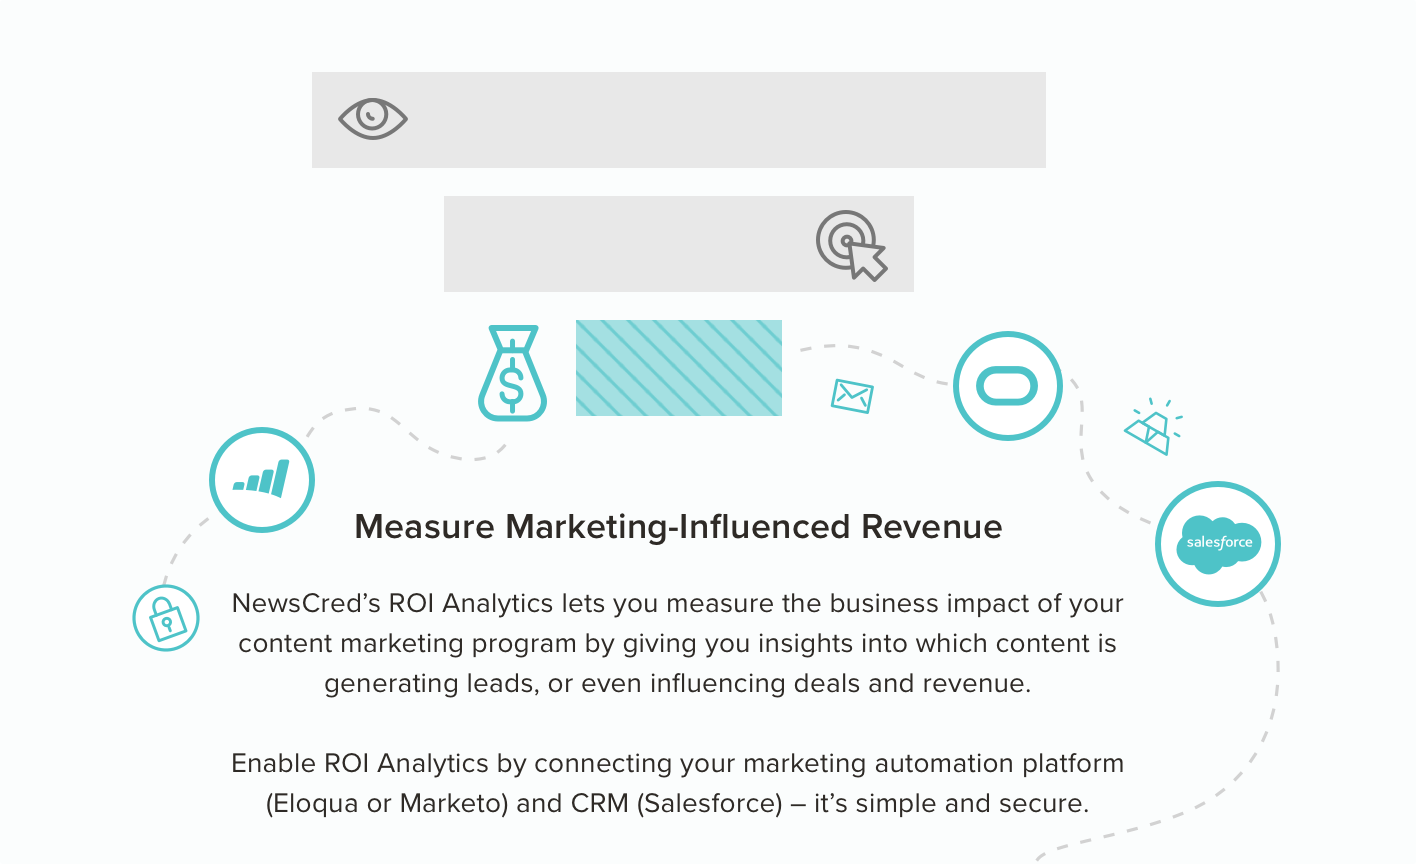 salesforce
Measure Marketing-Influenced Revenue
NewsCred’s ROI Analytics lets you measure the business impact of your
content marketing program by giving you insights into which content is
generating leads, or even influencing deals and revenue.
Enable ROI Analytics by connecting your marketing automation platform
(Eloqua or Marketo) and CRM (Salesforce) – it’s simple and secure.